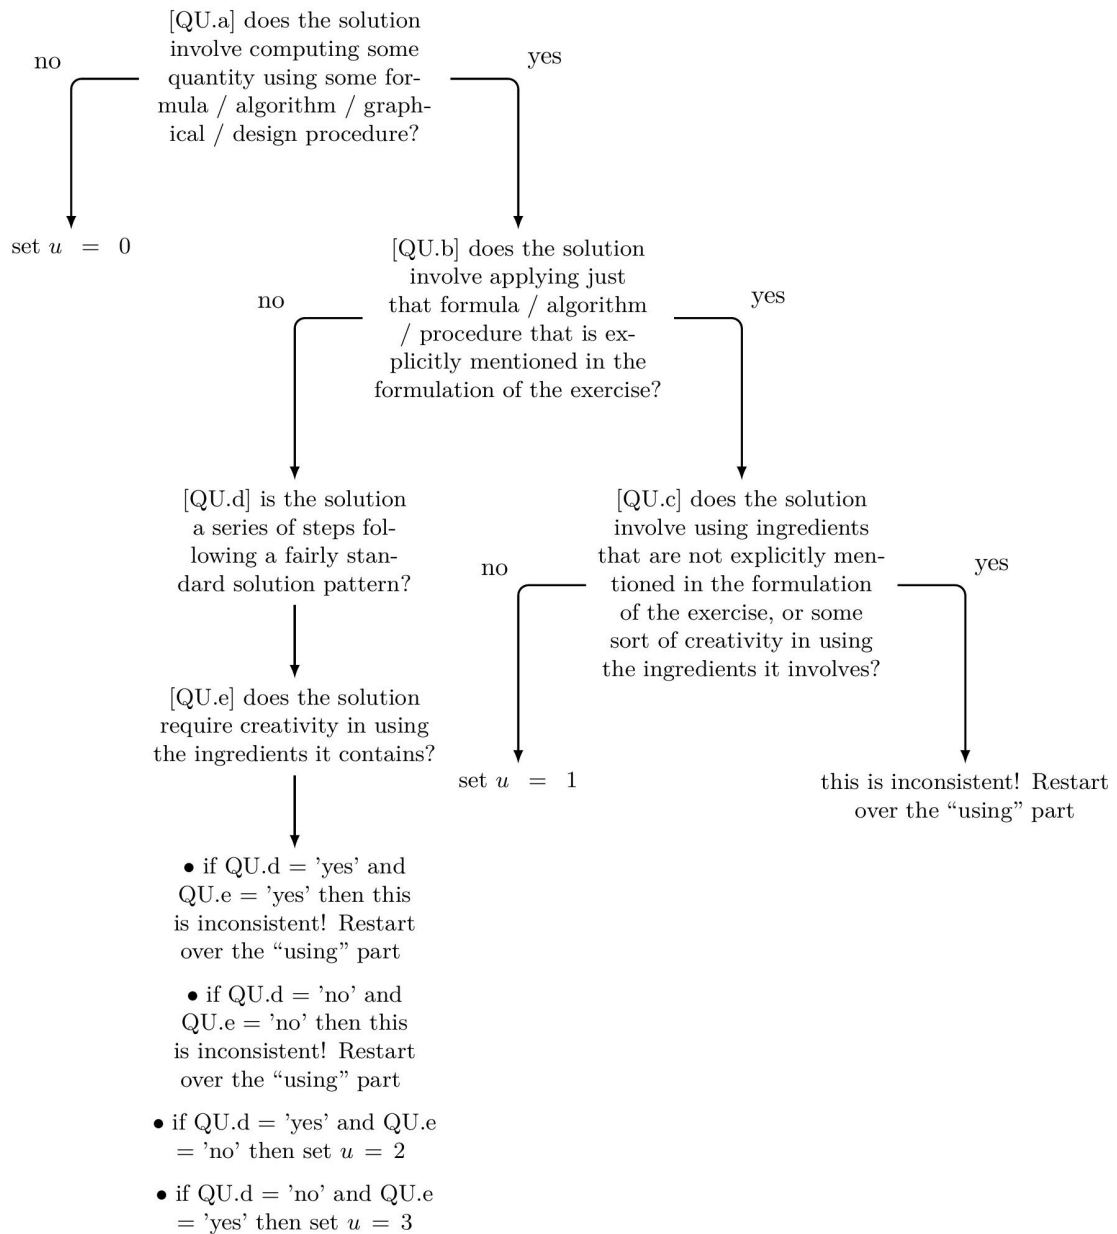 [QU.a] does the solution
involve computing some
quantity using some for-
mula / algorithm / graph-
ical / design procedure?
no
yes
set u = 0
[QU.b] does the solution
involve applying just
that formula / algorithm
/ procedure that is ex-
plicitly mentioned in the
formulation of the exercise?
no
yes
[QU.d] is the solution
a series of steps fol-
lowing a fairly stan-
dard solution pattern?
[QU.c] does the solution
involve using ingredients
that are not explicitly men-
tioned in the formulation
of the exercise, or some
sort of creativity in using
the ingredients it involves?
no
yes
[QU.e] does the solution
require creativity in using
the ingredients it contains?
set u = 1
this is inconsistent! Restart
over the “using” part
• if QU.d = ’yes’ and
QU.e = ’yes’ then this
is inconsistent! Restart
over the “using” part
• if QU.d = ’no’ and
QU.e = ’no’ then this
is inconsistent! Restart
over the “using” part
• if QU.d = ’yes’ and QU.e
= ’no’ then set u = 2
• if QU.d = ’no’ and QU.e
= ’yes’ then set u = 3